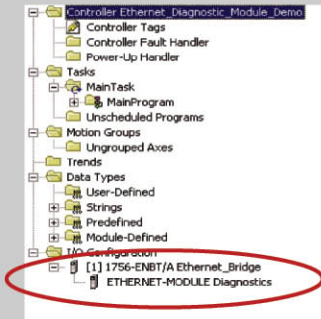 Controller Ethernet_Diagnostic_Module_Demo
Controller Tags
Controller Fault Handler
Power-Up Handler
Tasks
MainTask
MainProgram
Unscheduled Programs
Motion Groups
Ungrouped Axes
Trends
Data Types
User-Defined
Strings
Predefined
Module-Defined
I/O Configuration
[1] 1756-ENBT/A Ethernet_Bridge
ETHERNET-MODULE Diagnostics